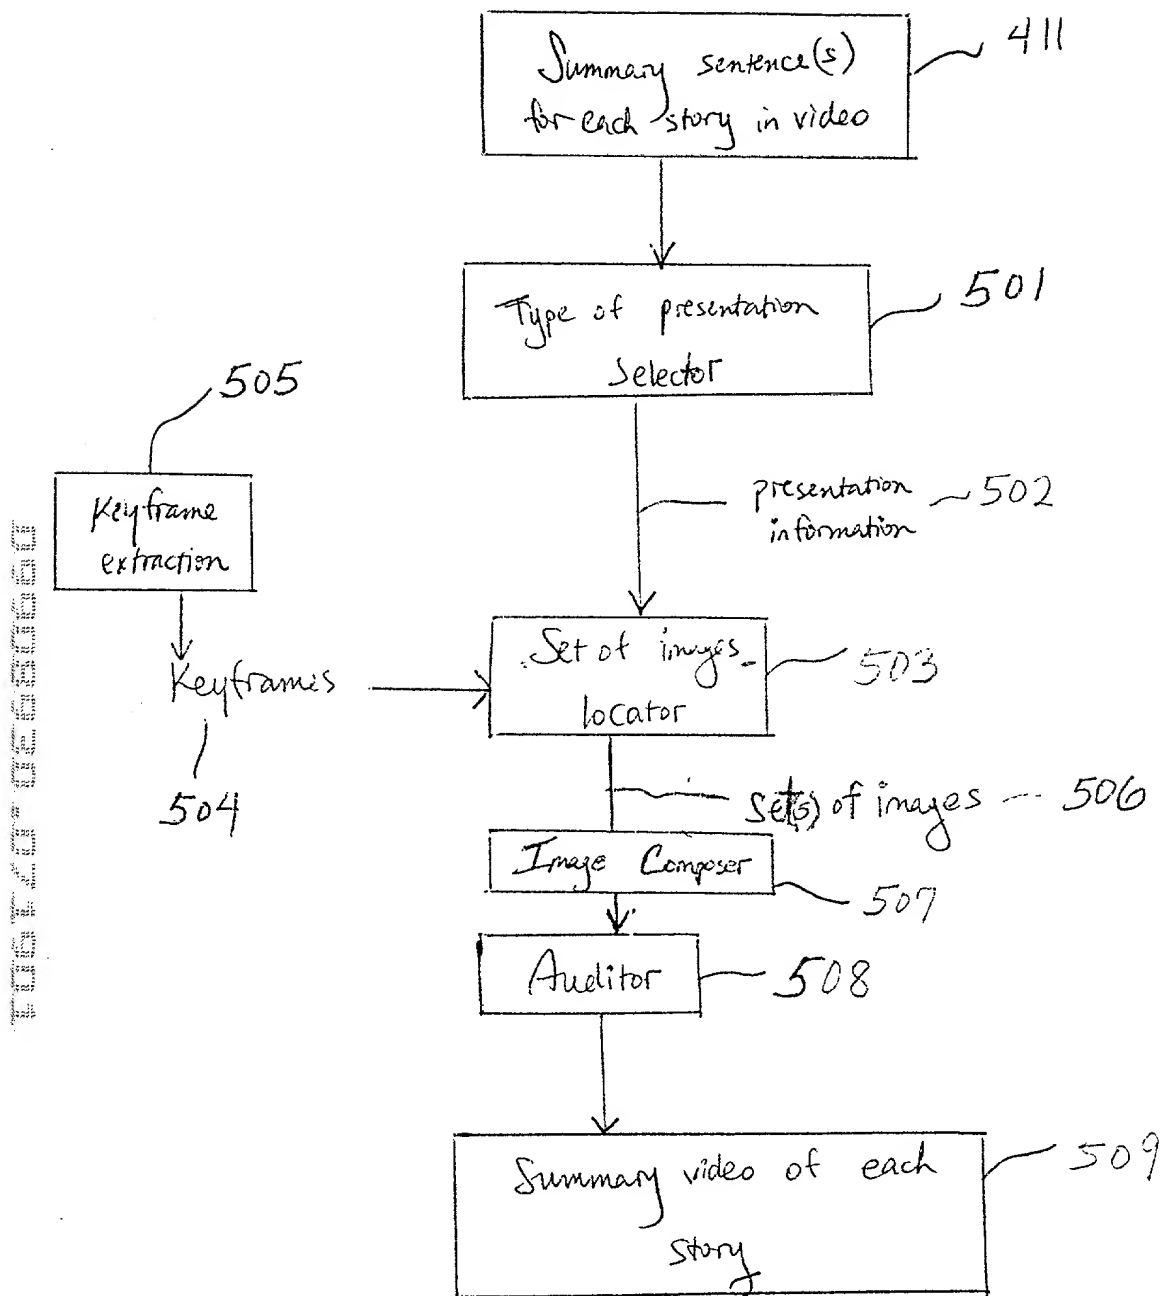 Summary sentence(s)
for each story in video
411
Type of presentation
Selector
501
505
Keyframe
extraction
presentation
information
502
Keyframes
504
Set of images
locator
503
Set(s) of images
506
Image Composer
507
Auditor
508
Summary video of each
story
509